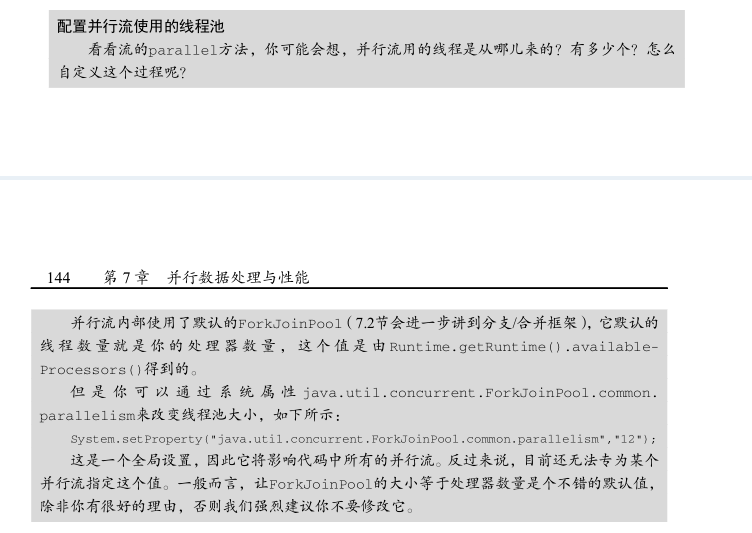 配置并行流使用的线程池
看看流的parallel方法，你可能会想，并行流用的线程是从哪儿来的？有多少个？怎么
自定义这个过程呢？
144 第 7 章 并行数据处理与性能
并行流内部使用了默认的ForkJoinPool（7.2节会进一步讲到分支/合并框架），它默认的
线程数量就是你的处理器数量，这个值是由Runtime.getRuntime().available-
Processors()得到的。
但是你可以通过系统属性java.util.concurrent.ForkJoinPool.common.
parallelism来改变线程池大小，如下所示：
System.setProperty("java.util.concurrent.ForkJoinPool.common.parallelism","12");
这是一个全局设置，因此它将影响代码中所有的并行流。反过来说，目前还无法专为某个
并行流指定这个值。一般而言，让ForkJoinPool的大小等于处理器数量是个不错的默认值，
除非你有很好的理由，否则我们强烈建议你不要修改它。